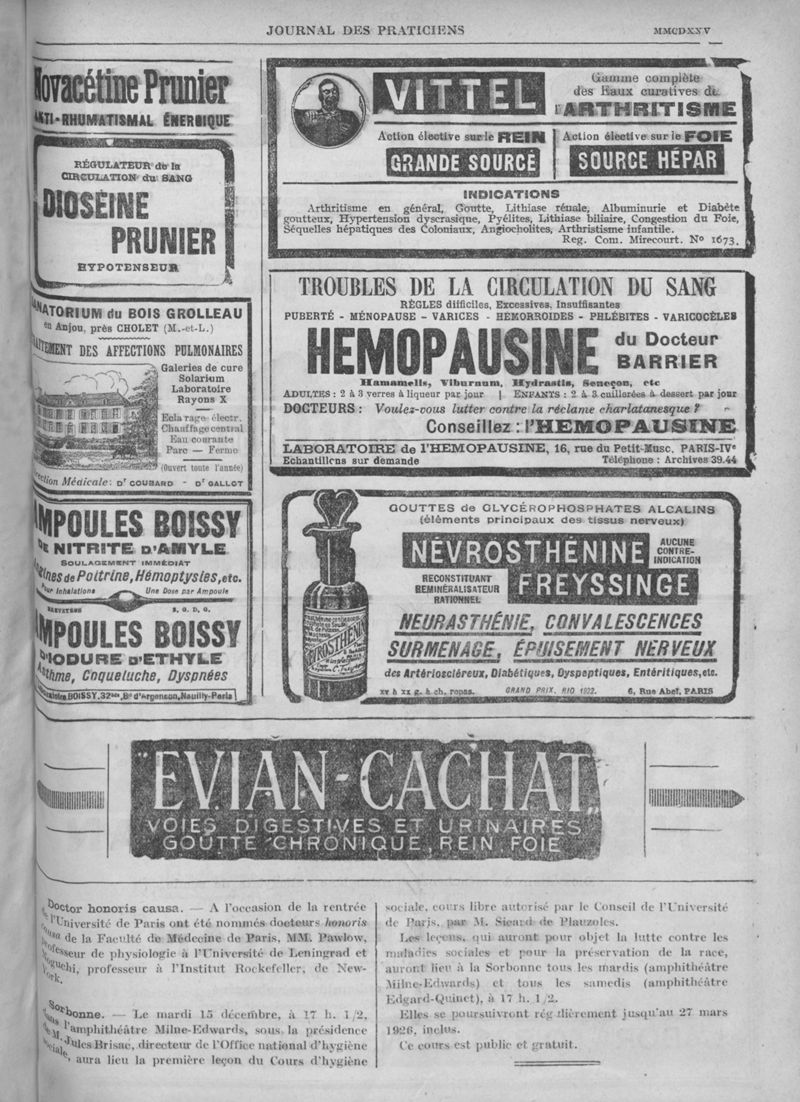 JOURNAL DES PRATICIENS
MMCDXXV
Novacétine Prunier
ANTI-RHUMATISMAL ÉNERGIQUE
RÉGULATEUR de la
CIRCULATION du SANG
DIOSÉINE
PRUNIER
HYPOTENSEUR
SANATORIUM du BOIS GROLLEAU
en Anjou, près CHOLET (M.-et-L.)
TRAITEMENT DES AFFECTIONS PULMONAIRES
Galeries de cure
Solarium
Laboratoire
Rayons X
Eclairage électr.
Chauffage central
Eau courante
Parc — Ferme
(Ouvert toute l'année)
Direction Médicale: Dr COUBARD - Dr GALLOT
AMPOULES BOISSY
DE NITRITE D'AMYLE
SOULAGEMENT IMMÉDIAT
Angines de Poitrine, Hémoptysies, etc.
Pour Inhalations Une Dose par Ampoule
S. G. D. G.
AMPOULES BOISSY
D'IODURE D'ETHYLE
Asthme, Coqueluche, Dyspnées
Laboratoire BOISSY, 32bis, Bd d'Argenson, Neuilly-Paris
VITTEL
Gamme complète
des Eaux curatives de
l'ARTHRITISME
Action élective sur le REIN
GRANDE SOURCE
Action élective sur le FOIE
SOURCE HÉPAR
INDICATIONS
Arthritisme en général, Goutte, Lithiase rénale, Albuminurie et Diabète
goutteux, Hypertension dyscrasique, Pyélites, Lithiase biliaire, Congestion du Foie,
Séquelles hépatiques des Coloniaux, Angiocholites, Arthristisme infantile.
Reg. Com. Mirecourt. No 1673.
TROUBLES DE LA CIRCULATION DU SANG
RÈGLES difficiles, Excessives, Insuffisantes
PUBERTÉ - MÉNOPAUSE - VARICES - HÉMORROIDES - PHLÉBITES - VARICOCÈLES
HEMOPAUSINE
du Docteur
BARRIER
Hamamelis, Viburnum, Hydrastis, Seneçon, etc
ADULTES : 2 à 3 verres à liqueur par jour | ENFANTS : 2 à 3 cuillerées à dessert par jour
DOCTEURS : Voulez-vous lutter contre la réclame charlatanesque ?
Conseillez : l'HEMOPAUSINE
LABORATOIRE de l'HEMOPAUSINE, 16, rue du Petit-Musc, PARIS-IVe
Echantillons sur demande Téléphone : Archives 39.44
GOUTTES de GLYCÉROPHOSPHATES ALCALINS
(éléments principaux des tissus nerveux)
NÉVROSTHÉNINE
AUCUNE
CONTRE-
INDICATION
RECONSTITUANT
REMINÉRALISATEUR
RATIONNEL
FREYSSINGE
NEURASTHÉNIE, CONVALESCENCES
SURMENAGE, ÉPUISEMENT NERVEUX
des Artérioscléreux, Diabétiques, Dyspeptiques, Entéritiques, etc.
XV à XX g. à ch. repas. GRAND PRIX, RIO 1922. 6, Rue Abel, PARIS
NÉVROSTHÉNINE
"EVIAN-CACHAT"
VOIES DIGESTIVES ET URINAIRES
GOUTTE CHRONIQUE, REIN FOIE
Doctor honoris causa. — A l'occasion de la rentrée
de l'Université de Paris ont été nommés docteurs honoris
causa de la Faculté de Médecine de Paris, MM. Pawlow,
professeur de physiologie à l'Université de Leningrad et
Noguchi, professeur à l'Institut Rockefeller, de New-
York.
Sorbonne. — Le mardi 15 décembre, à 17 h. 1/2,
dans l'amphithéâtre Milne-Edwards, sous la présidence
de M. Jules Brisac, directeur de l'Office national d'hygiène
sociale, aura lieu la première leçon du Cours d'hygiène
sociale, cours libre autorisé par le Conseil de l'Université
de Paris, par M. Sicard de Plauzoles.
Les leçons, qui auront pour objet la lutte contre les
maladies sociales et pour la préservation de la race,
auront lieu à la Sorbonne tous les mardis (amphithéâtre
Milne-Edwards) et tous les samedis (amphithéâtre
Edgard-Quinet), à 17 h. 1/2.
Elles se poursuivront régulièrement jusqu'au 27 mars
1926, inclus.
Ce cours est public et gratuit.